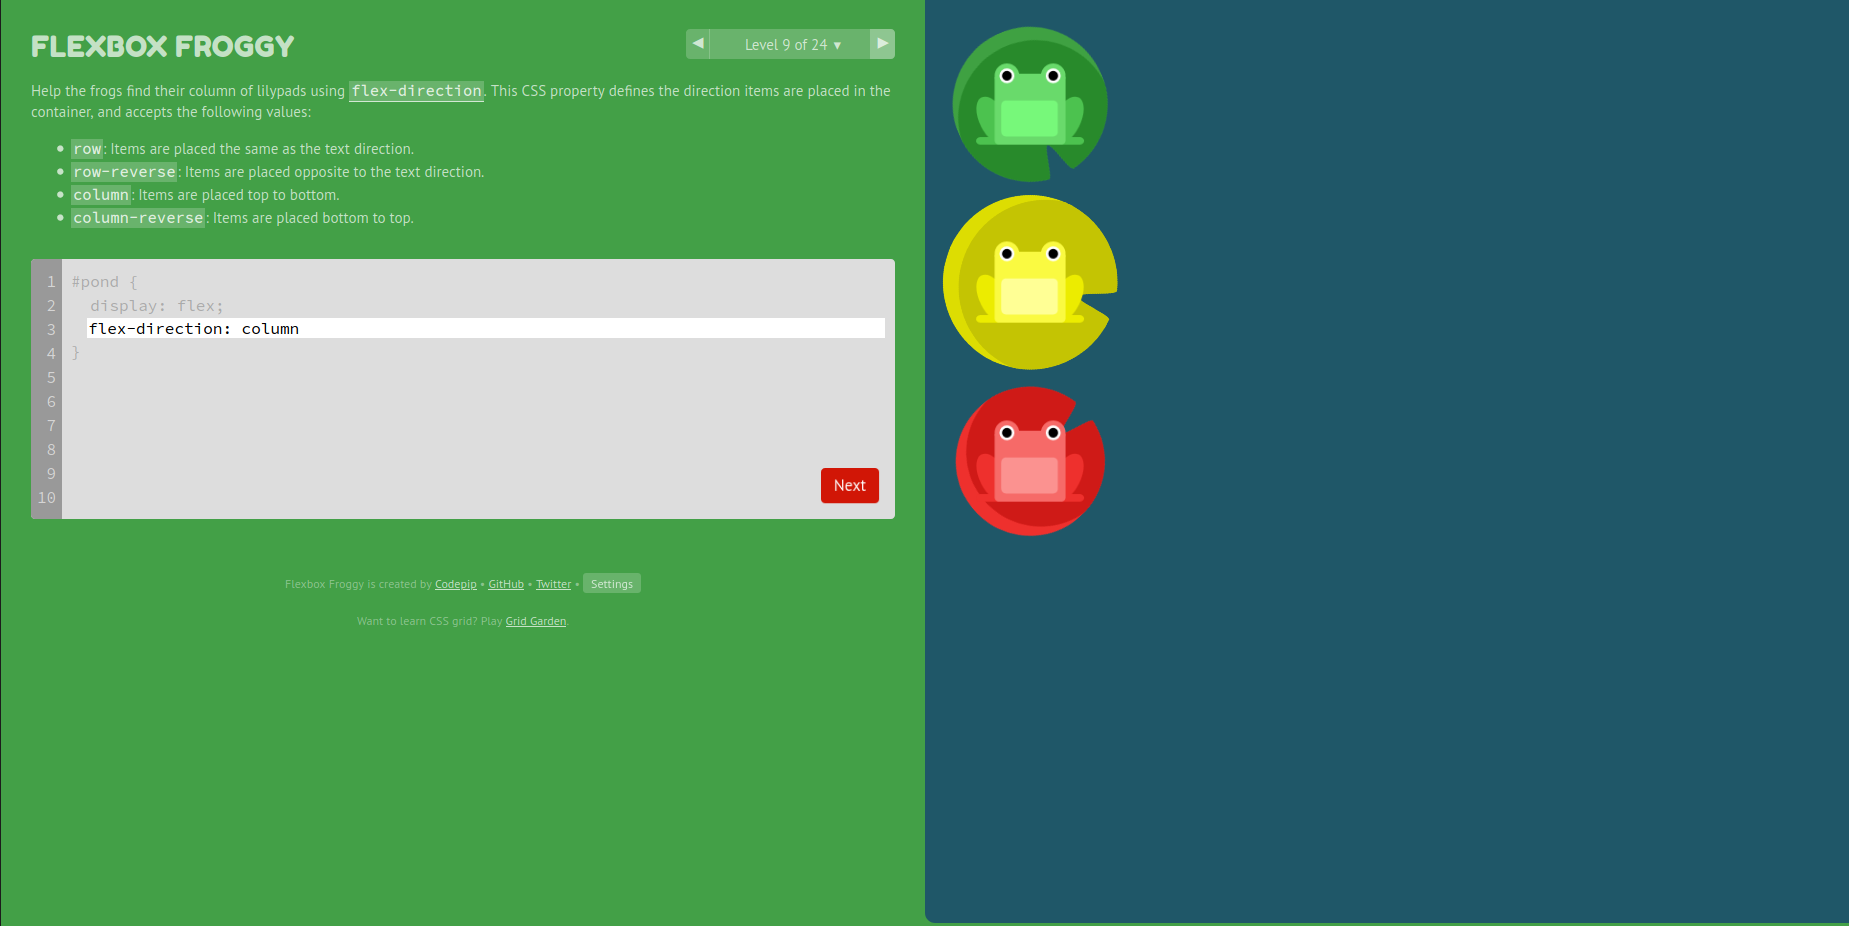 FLEXBOX FROGGY
◀ Level 9 of 24 ▼ ▶
Help the frogs find their column of lilypads using flex-direction. This CSS property defines the direction items are placed in the
container, and accepts the following values:
• row: Items are placed the same as the text direction.
• row-reverse: Items are placed opposite to the text direction.
• column: Items are placed top to bottom.
• column-reverse: Items are placed bottom to top.
1 #pond {
2 display: flex;
3 flex-direction: column
4 }
5
6
7
8
9
10
Next
Flexbox Froggy is created by Codepip • GitHub • Twitter • Settings
Want to learn CSS grid? Play Grid Garden.